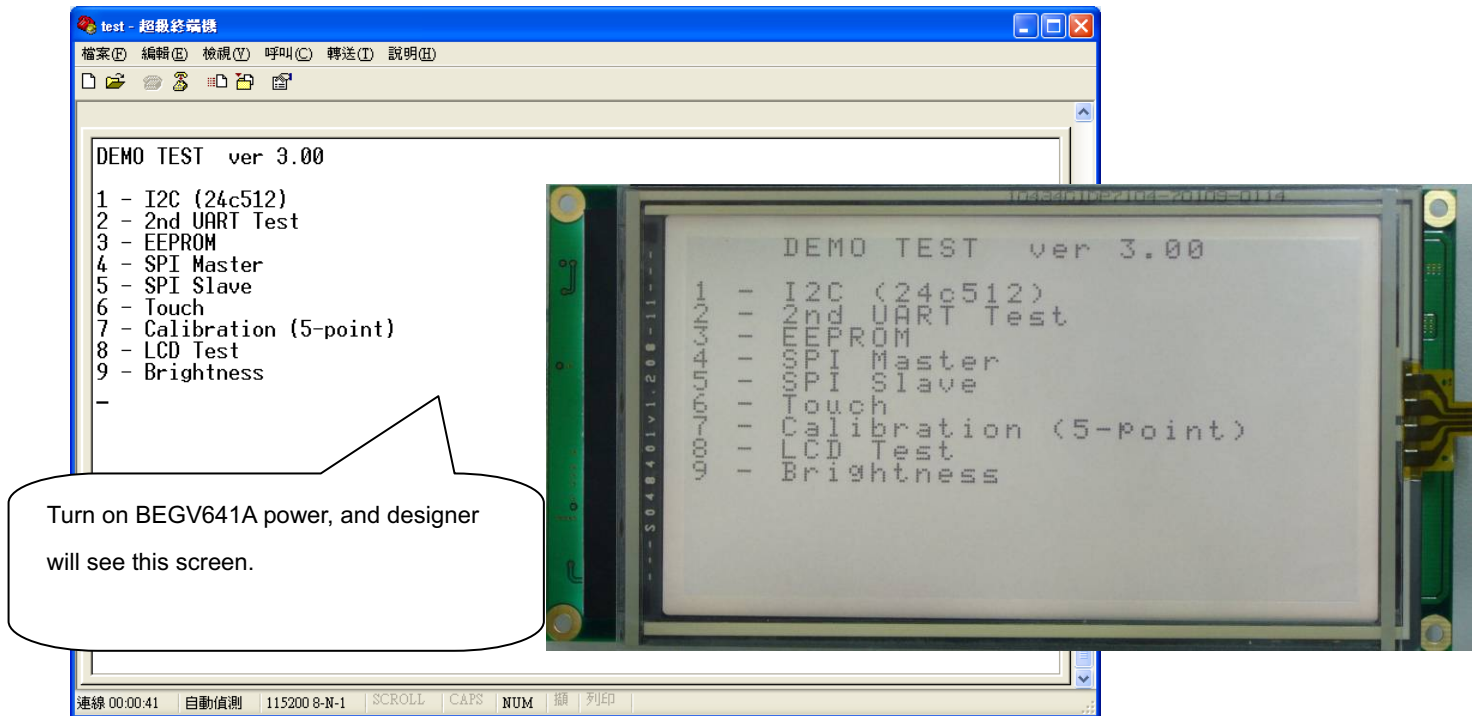 test - 超級終端機
檔案(F) 編輯(E) 檢視(V) 呼叫(C) 轉送(T) 說明(H)
DEMO TEST ver 3.00
1 - I2C (24c512)
2 - 2nd UART Test
3 - EEPROM
4 - SPI Master
5 - SPI Slave
6 - Touch
7 - Calibration (5-point)
8 - LCD Test
9 - Brightness
_
Turn on BEGV641A power, and designer
will see this screen.
連線 00:00:41 自動偵測 115200 8-N-1 SCROLL CAPS NUM 擷 列印
DEMO TEST ver 3.00
1 - I2C (24c512)
2 - 2nd UART Test
3 - EEPROM
4 - SPI Master
5 - SPI Slave
6 - Touch
7 - Calibration (5-point)
8 - LCD Test
9 - Brightness